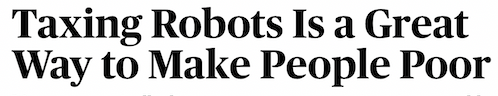 Taxing Robots Is a Great
Way to Make People Poor